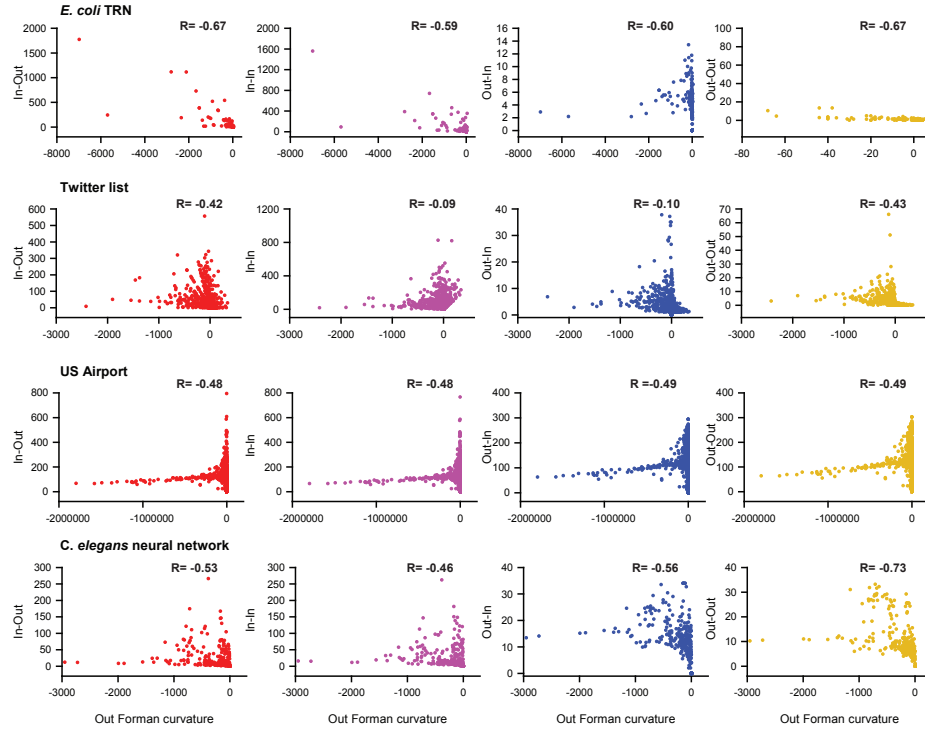 E. coli TRN
R= -0.67
R= -0.59
R= -0.60
R= -0.67
In-Out
2000
1500
1000
500
0
-8000 -6000 -4000 -2000 0
In-In
2000
1600
1200
800
400
0
-8000 -6000 -4000 -2000 0
Out-In
16
14
12
10
8
6
4
2
0
-8000 -6000 -4000 -2000 0
Out-Out
100
80
60
40
20
0
-80 -60 -40 -20 0
Twitter list
R= -0.42
R= -0.09
R= -0.10
R= -0.43
In-Out
600
500
400
300
200
100
0
-3000 -2000 -1000 0
In-In
1200
800
400
0
-3000 -2000 -1000 0
Out-In
40
30
20
10
0
-3000 -2000 -1000 0
Out-Out
70
60
50
40
30
20
10
0
-3000 -2000 -1000 0
US Airport
R= -0.48
R= -0.48
R =-0.49
R= -0.49
In-Out
800
600
400
200
0
-2000000 -1000000 0
In-In
800
600
400
200
0
-2000000 -1000000 0
Out-In
400
300
200
100
0
-2000000 -1000000 0
Out-Out
400
300
200
100
0
-2000000 -1000000 0
C. elegans neural network
R= -0.53
R= -0.46
R= -0.56
R= -0.73
In-Out
300
250
200
150
100
50
0
-3000 -2000 -1000 0
In-In
300
250
200
150
100
50
0
-3000 -2000 -1000 0
Out-In
40
30
20
10
0
-3000 -2000 -1000 0
Out-Out
40
30
20
10
0
-3000 -2000 -1000 0
Out Forman curvature
Out Forman curvature
Out Forman curvature
Out Forman curvature